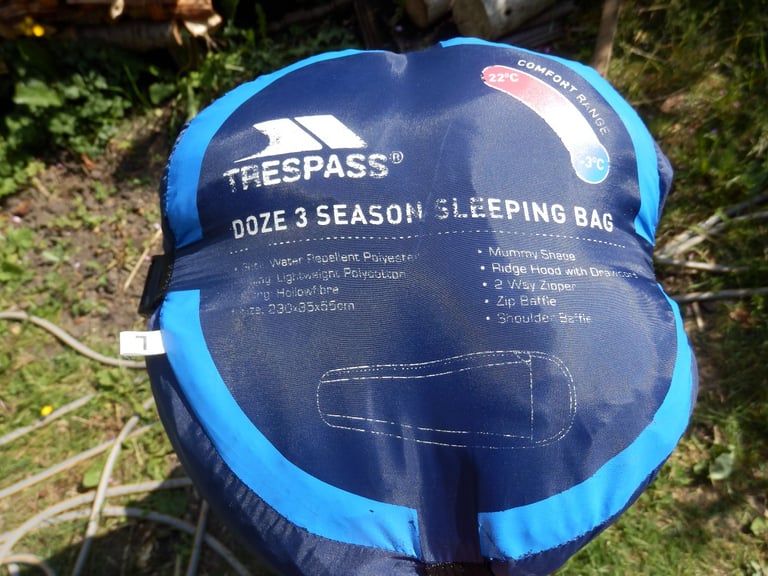 COMFORT RANGE
22°C
-3°C
TRESPASS®
DOZE 3 SEASON SLEEPING BAG
Water Repellent Polyester
Lightweight Polycotton
Hollowfibre
230x85x55cm
• Mummy Shape
• Ridge Hood with Drawcord
• 2 Way Zipper
• Zip Baffle
• Shoulder Baffle
L